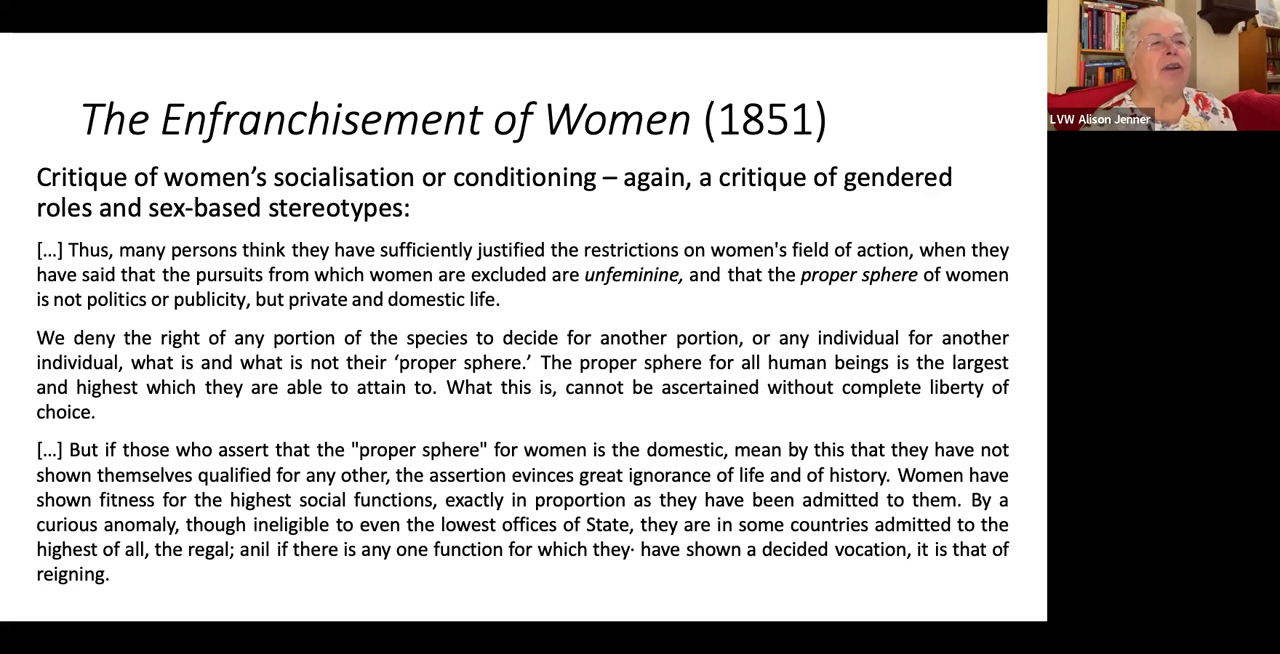 The Enfranchisement of Women (1851)
Critique of women’s socialisation or conditioning – again, a critique of gendered
roles and sex-based stereotypes:
[...] Thus, many persons think they have sufficiently justified the restrictions on women's field of action, when they
have said that the pursuits from which women are excluded are unfeminine, and that the proper sphere of women
is not politics or publicity, but private and domestic life.
We deny the right of any portion of the species to decide for another portion, or any individual for another
individual, what is and what is not their ‘proper sphere.’ The proper sphere for all human beings is the largest
and highest which they are able to attain to. What this is, cannot be ascertained without complete liberty of
choice.
[...] But if those who assert that the "proper sphere" for women is the domestic, mean by this that they have not
shown themselves qualified for any other, the assertion evinces great ignorance of life and of history. Women have
shown fitness for the highest social functions, exactly in proportion as they have been admitted to them. By a
curious anomaly, though ineligible to even the lowest offices of State, they are in some countries admitted to the
highest of all, the regal; anil if there is any one function for which they· have shown a decided vocation, it is that of
reigning.
LVW Alison Jenner